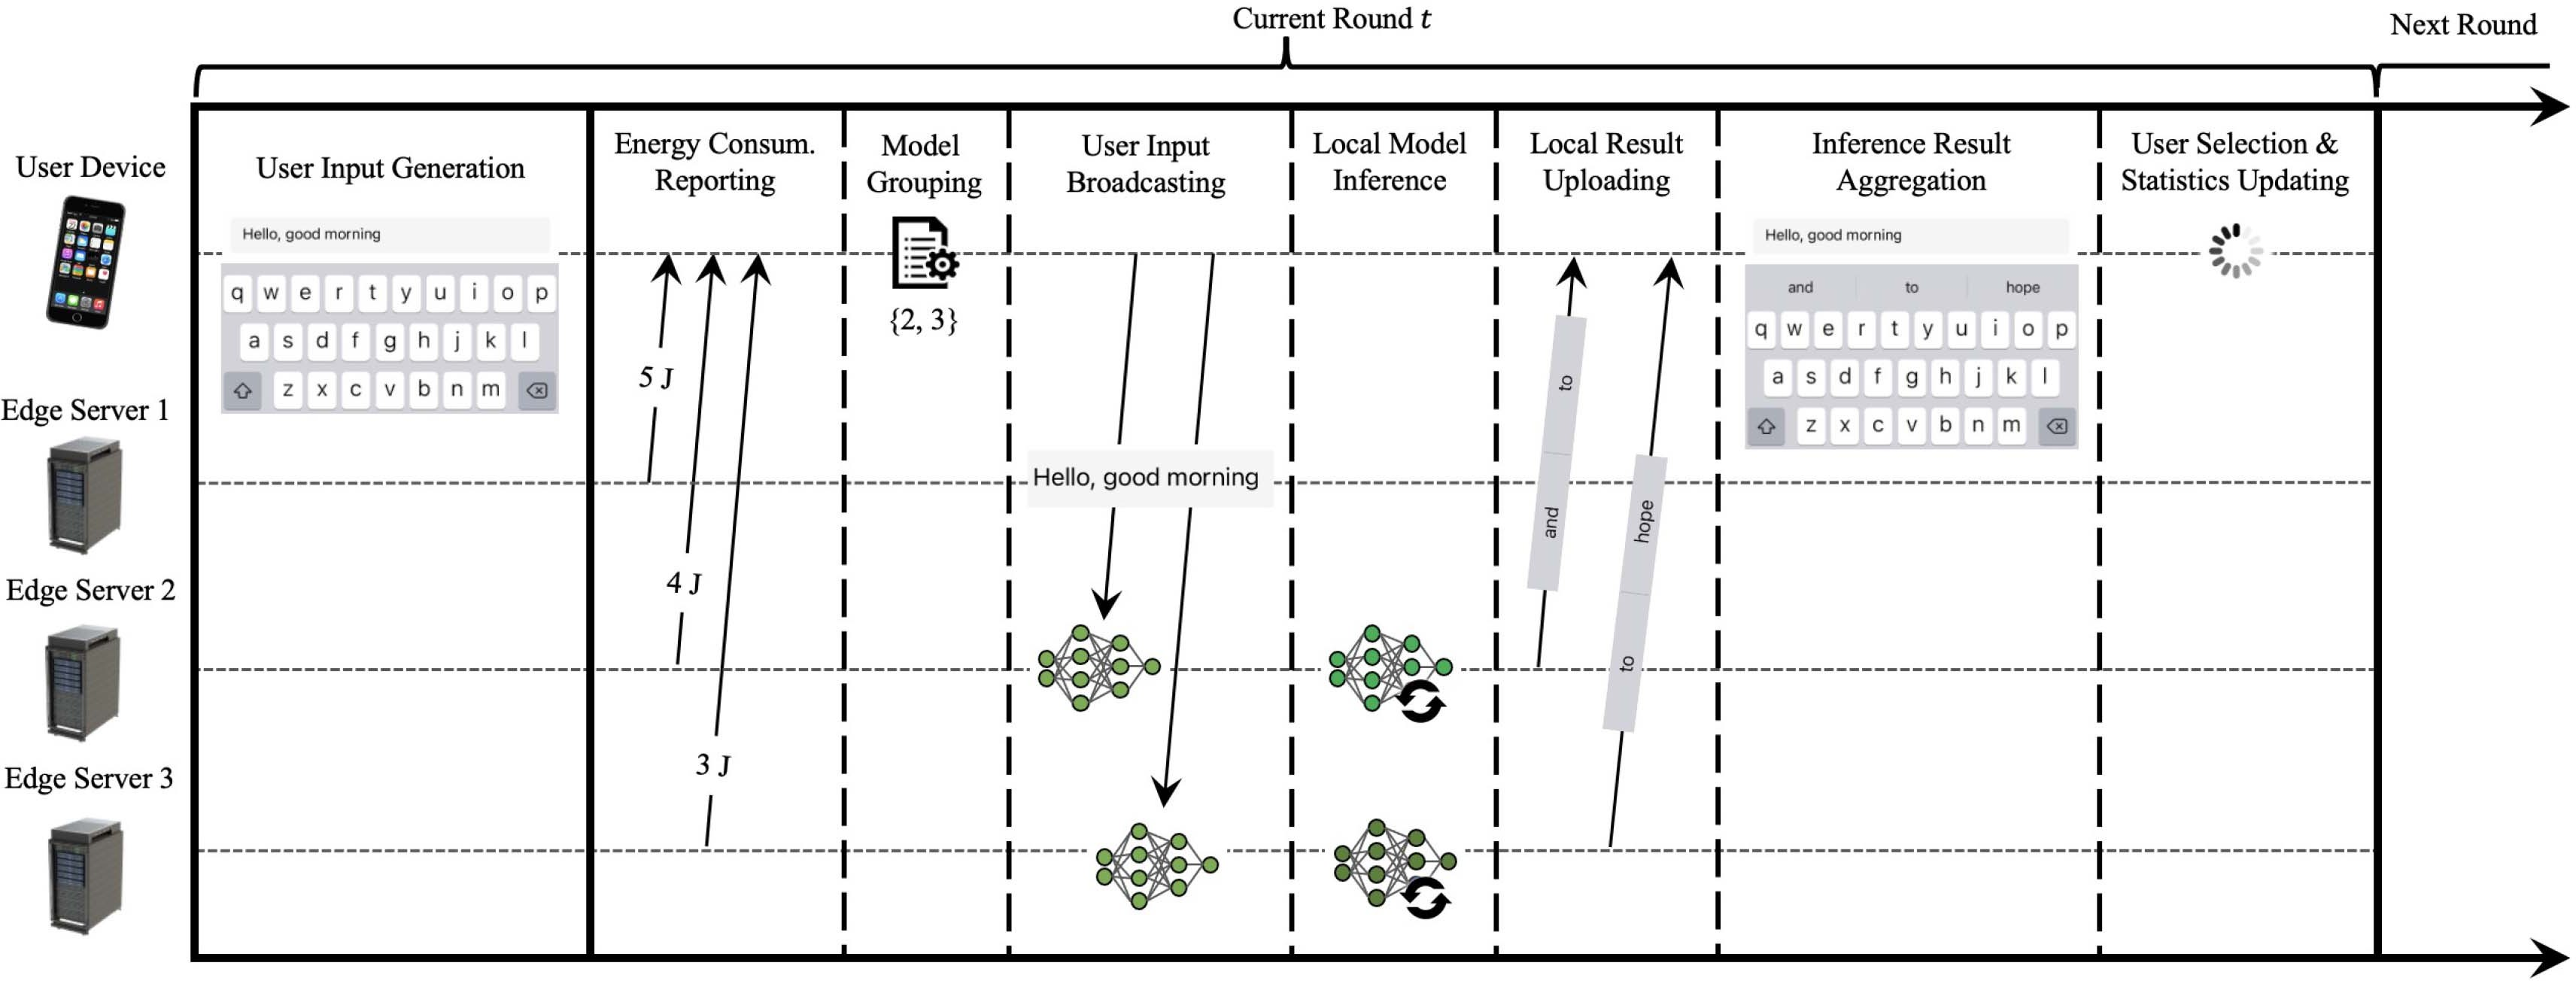 Current Round t
Next Round
User Device
Edge Server 1
Edge Server 2
Edge Server 3
User Input Generation
Hello, good morning
q w e r t y u i o p
a s d f g h j k l
z x c v b n m
Energy Consum.
Reporting
5 J
4 J
3 J
Model
Grouping
{2, 3}
User Input
Broadcasting
Hello, good morning
Local Model
Inference
Local Result
Uploading
and to
to hope
Inference Result
Aggregation
Hello, good morning
and to hope
q w e r t y u i o p
a s d f g h j k l
z x c v b n m
User Selection &
Statistics Updating